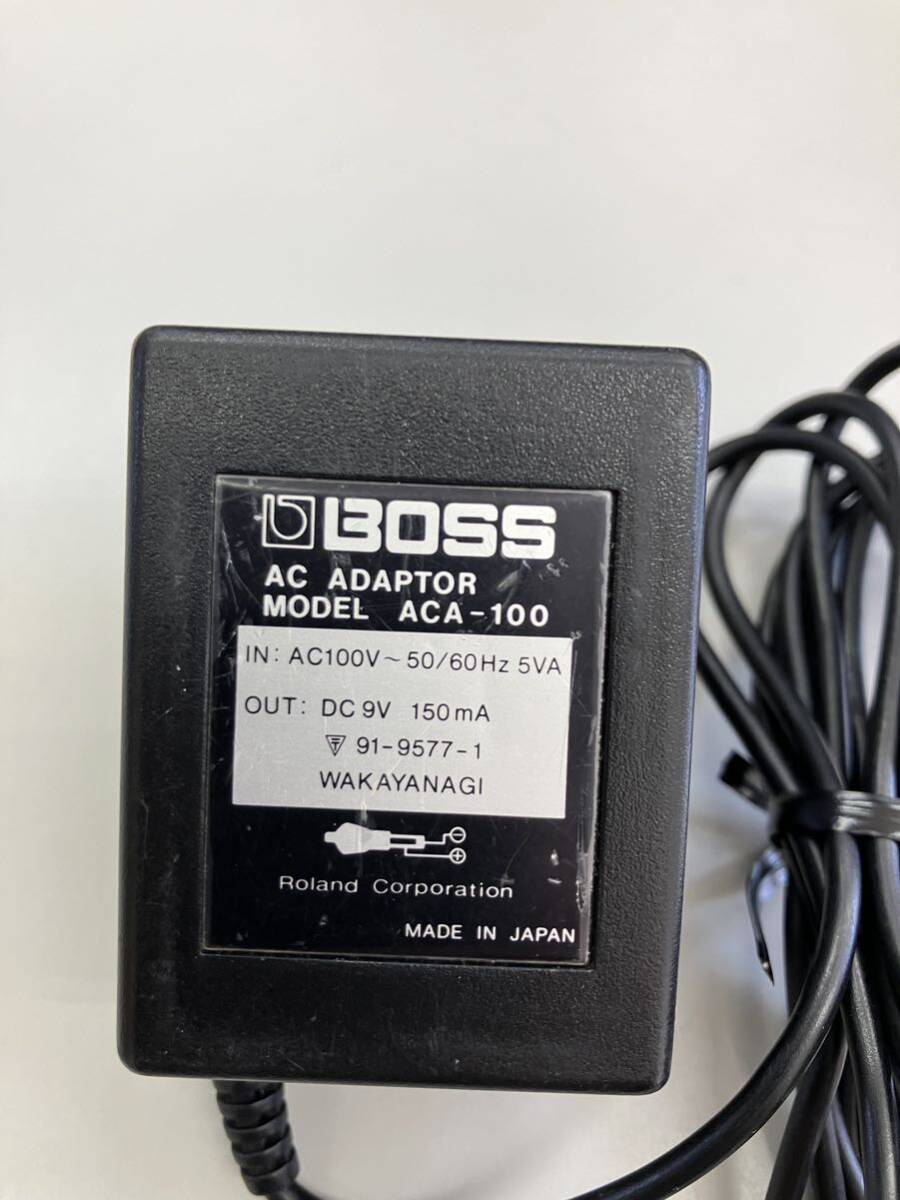 BOSS
AC ADAPTOR
MODEL ACA-100
IN: AC100V~50/60Hz 5VA
OUT: DC 9V 150mA
91-9577-1
WAKAYANAGI
Roland Corporation
MADE IN JAPAN